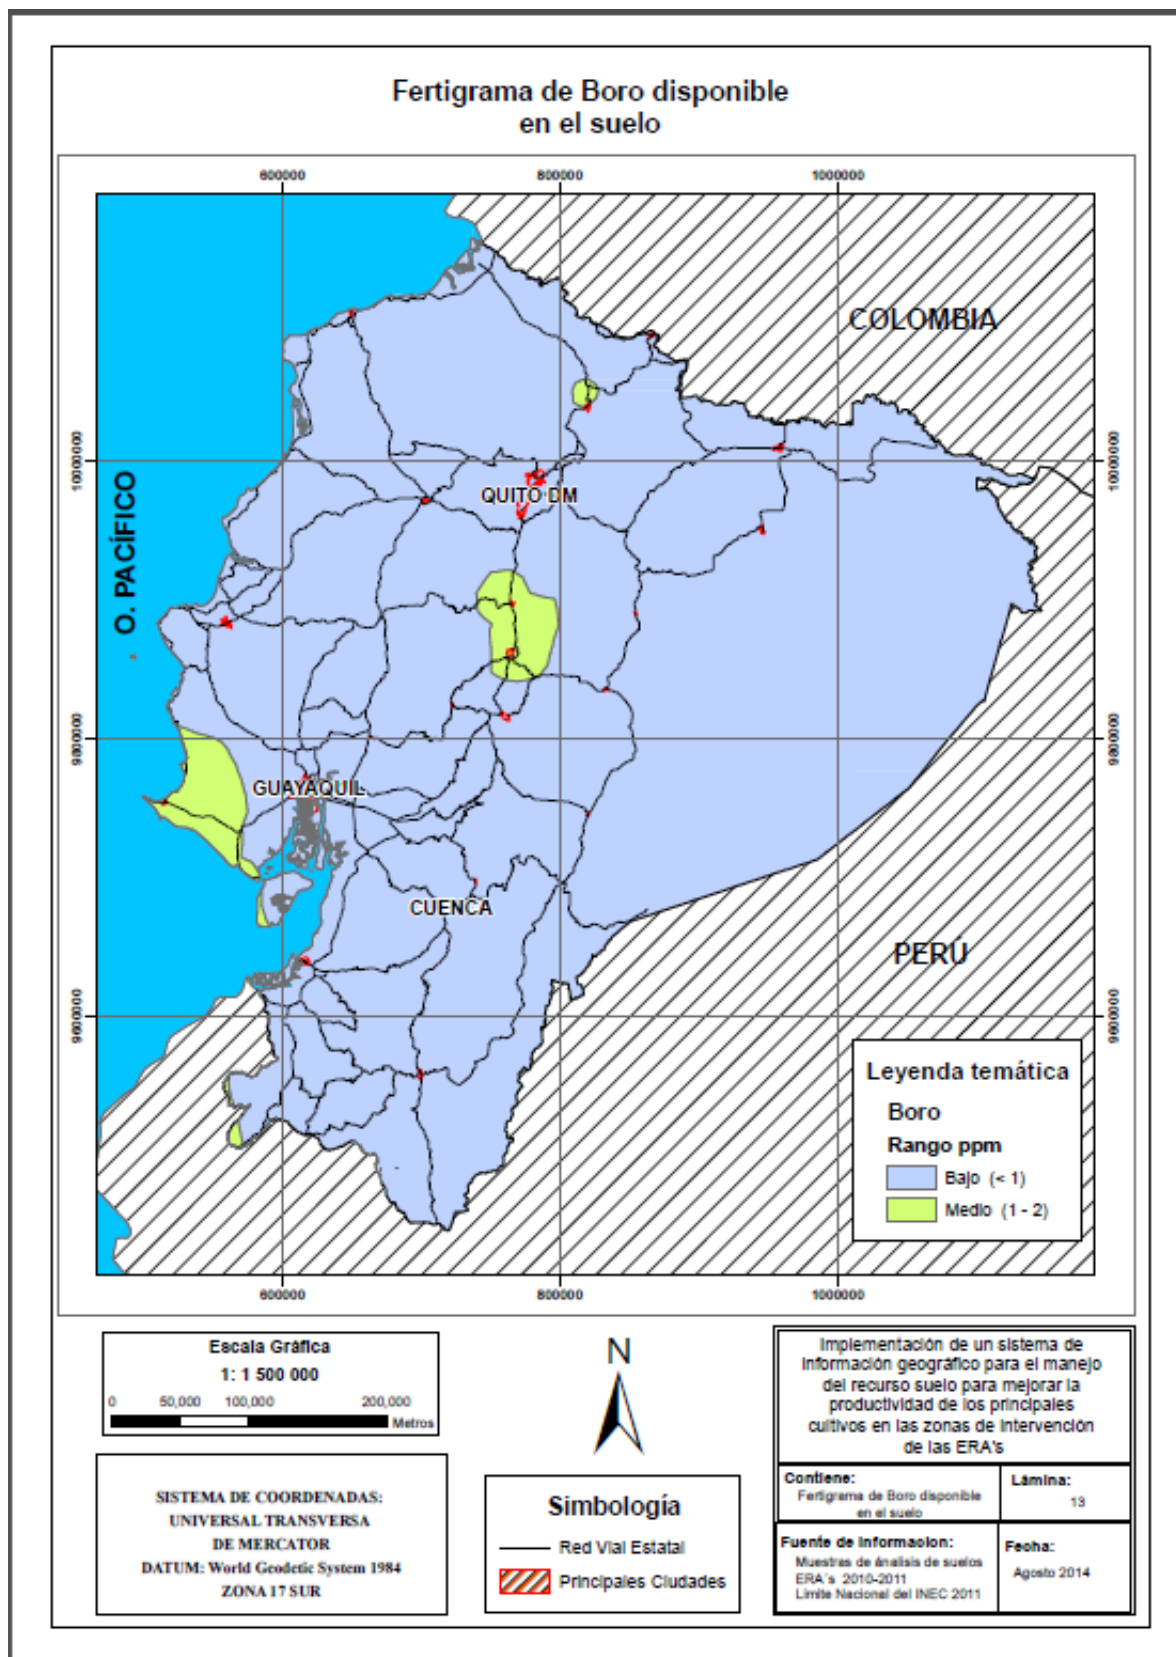 Fertigrama de Boro disponible
en el suelo
600000
800000
1000000
COLOMBIA
10000000
10000000
QUITO DM
O. PACÍFICO
9800000
9800000
GUAYAQUIL
CUENCA
PERÚ
9600000
9600000
Leyenda temática
Boro
Rango ppm
Bajo (< 1)
Medio (1 - 2)
600000
800000
1000000
Escala Gráfica
1: 1 500 000
0 50,000 100,000 200,000
Metros
N
SISTEMA DE COORDENADAS:
UNIVERSAL TRANSVERSA
DE MERCATOR
DATUM: World Geodetic System 1984
ZONA 17 SUR
Simbología
Red Vial Estatal
Principales Ciudades
Implementación de un sistema de
información geográfico para el manejo
del recurso suelo para mejorar la
productividad de los principales
cultivos en las zonas de intervención
de las ERA's
Contiene:
Fertigrama de Boro disponible
en el suelo
Lámina:
13
Fuente de Informacion:
Muestras de ánalisis de suelos
ERA´s 2010-2011
Limite Nacional del INEC 2011
Fecha:
Agosto 2014